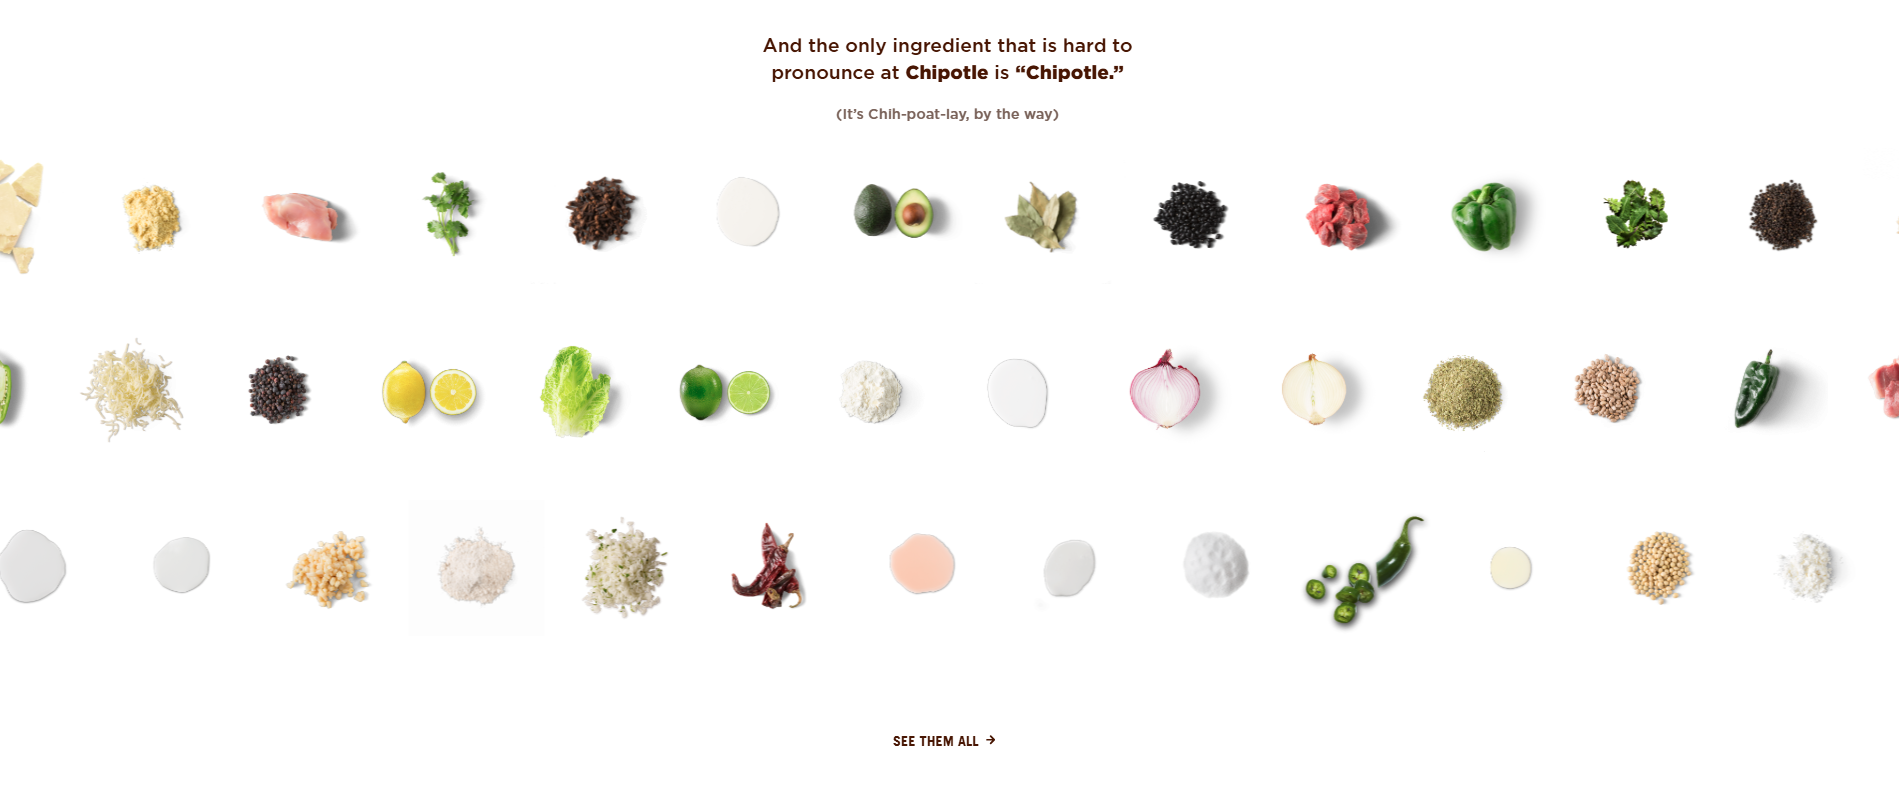 And the only ingredient that is hard to
pronounce at Chipotle is “Chipotle.”
(It’s Chih-poat-lay, by the way)
SEE THEM ALL →